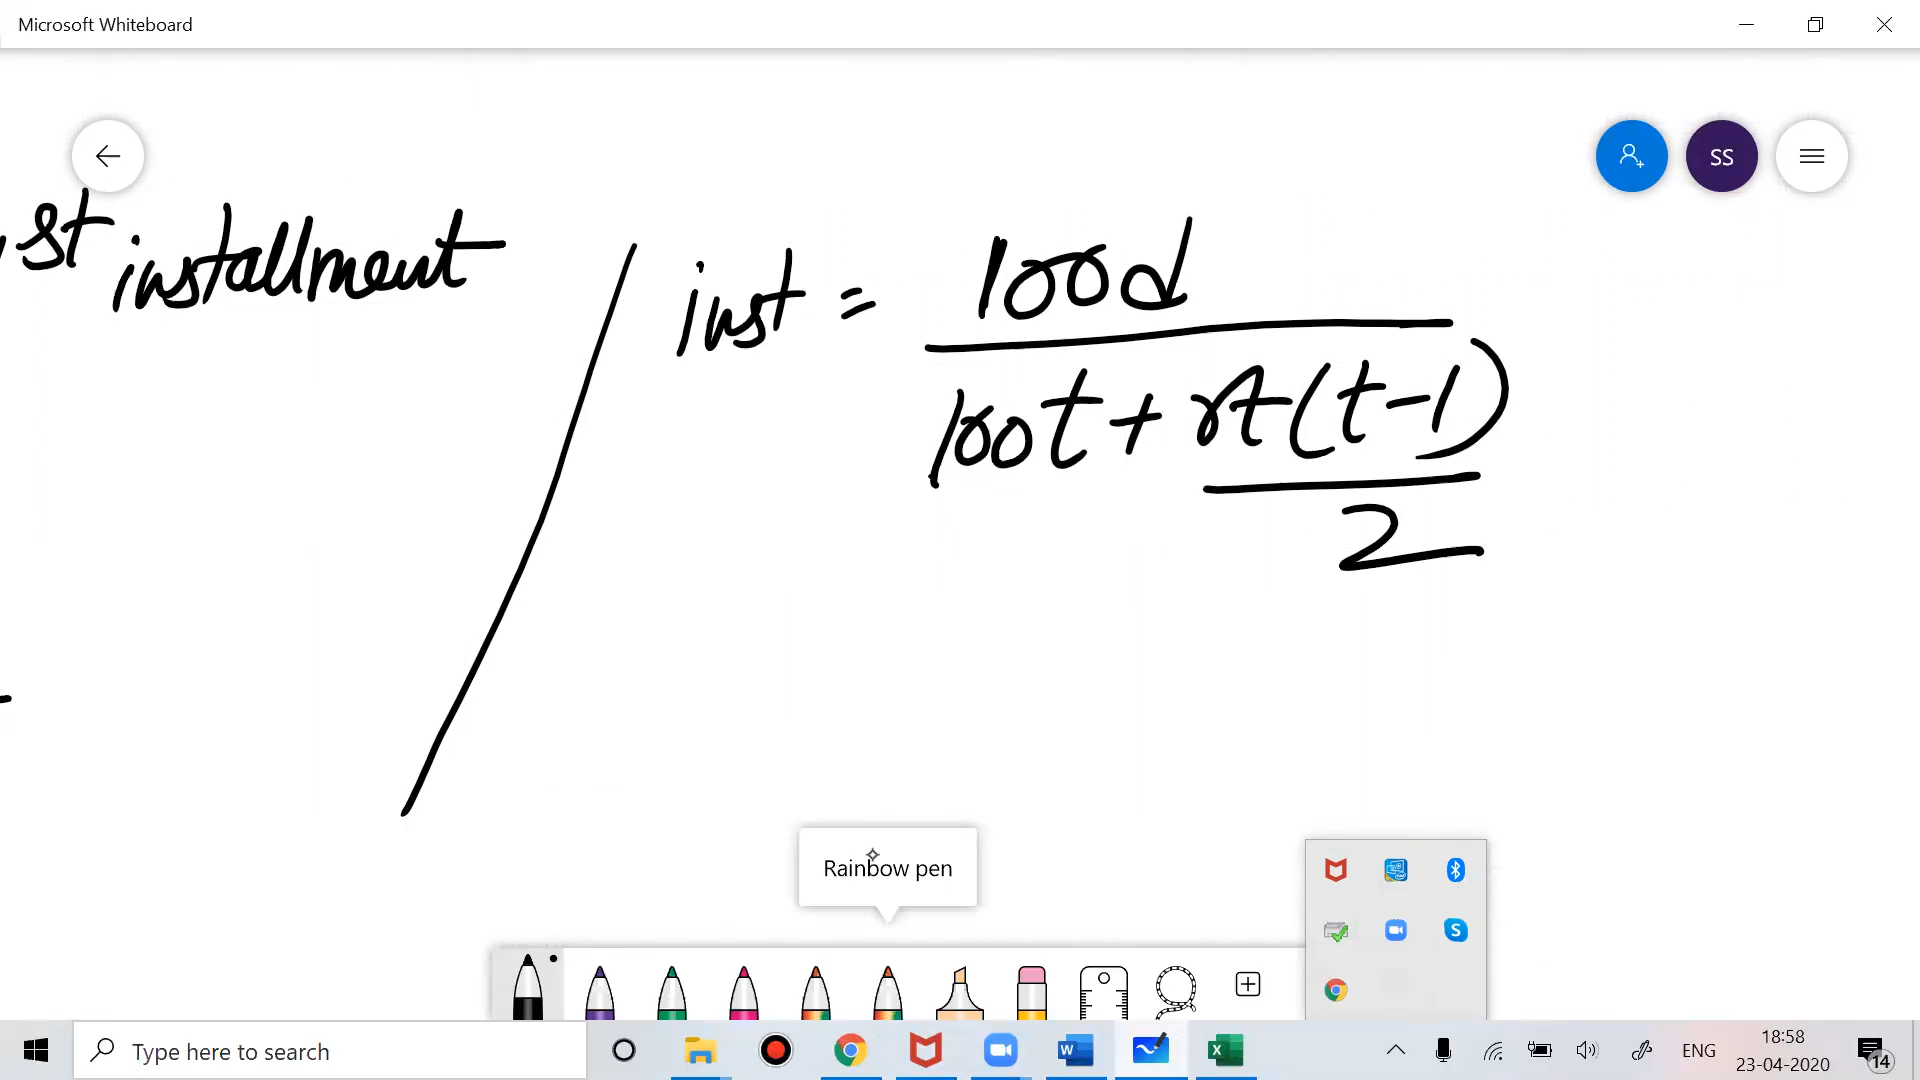 Microsoft Whiteboard
SS
st installment
inst = 100d
100t + rt(t-1)
2
Rainbow pen
Type here to search
ENG
18:58
23-04-2020
14